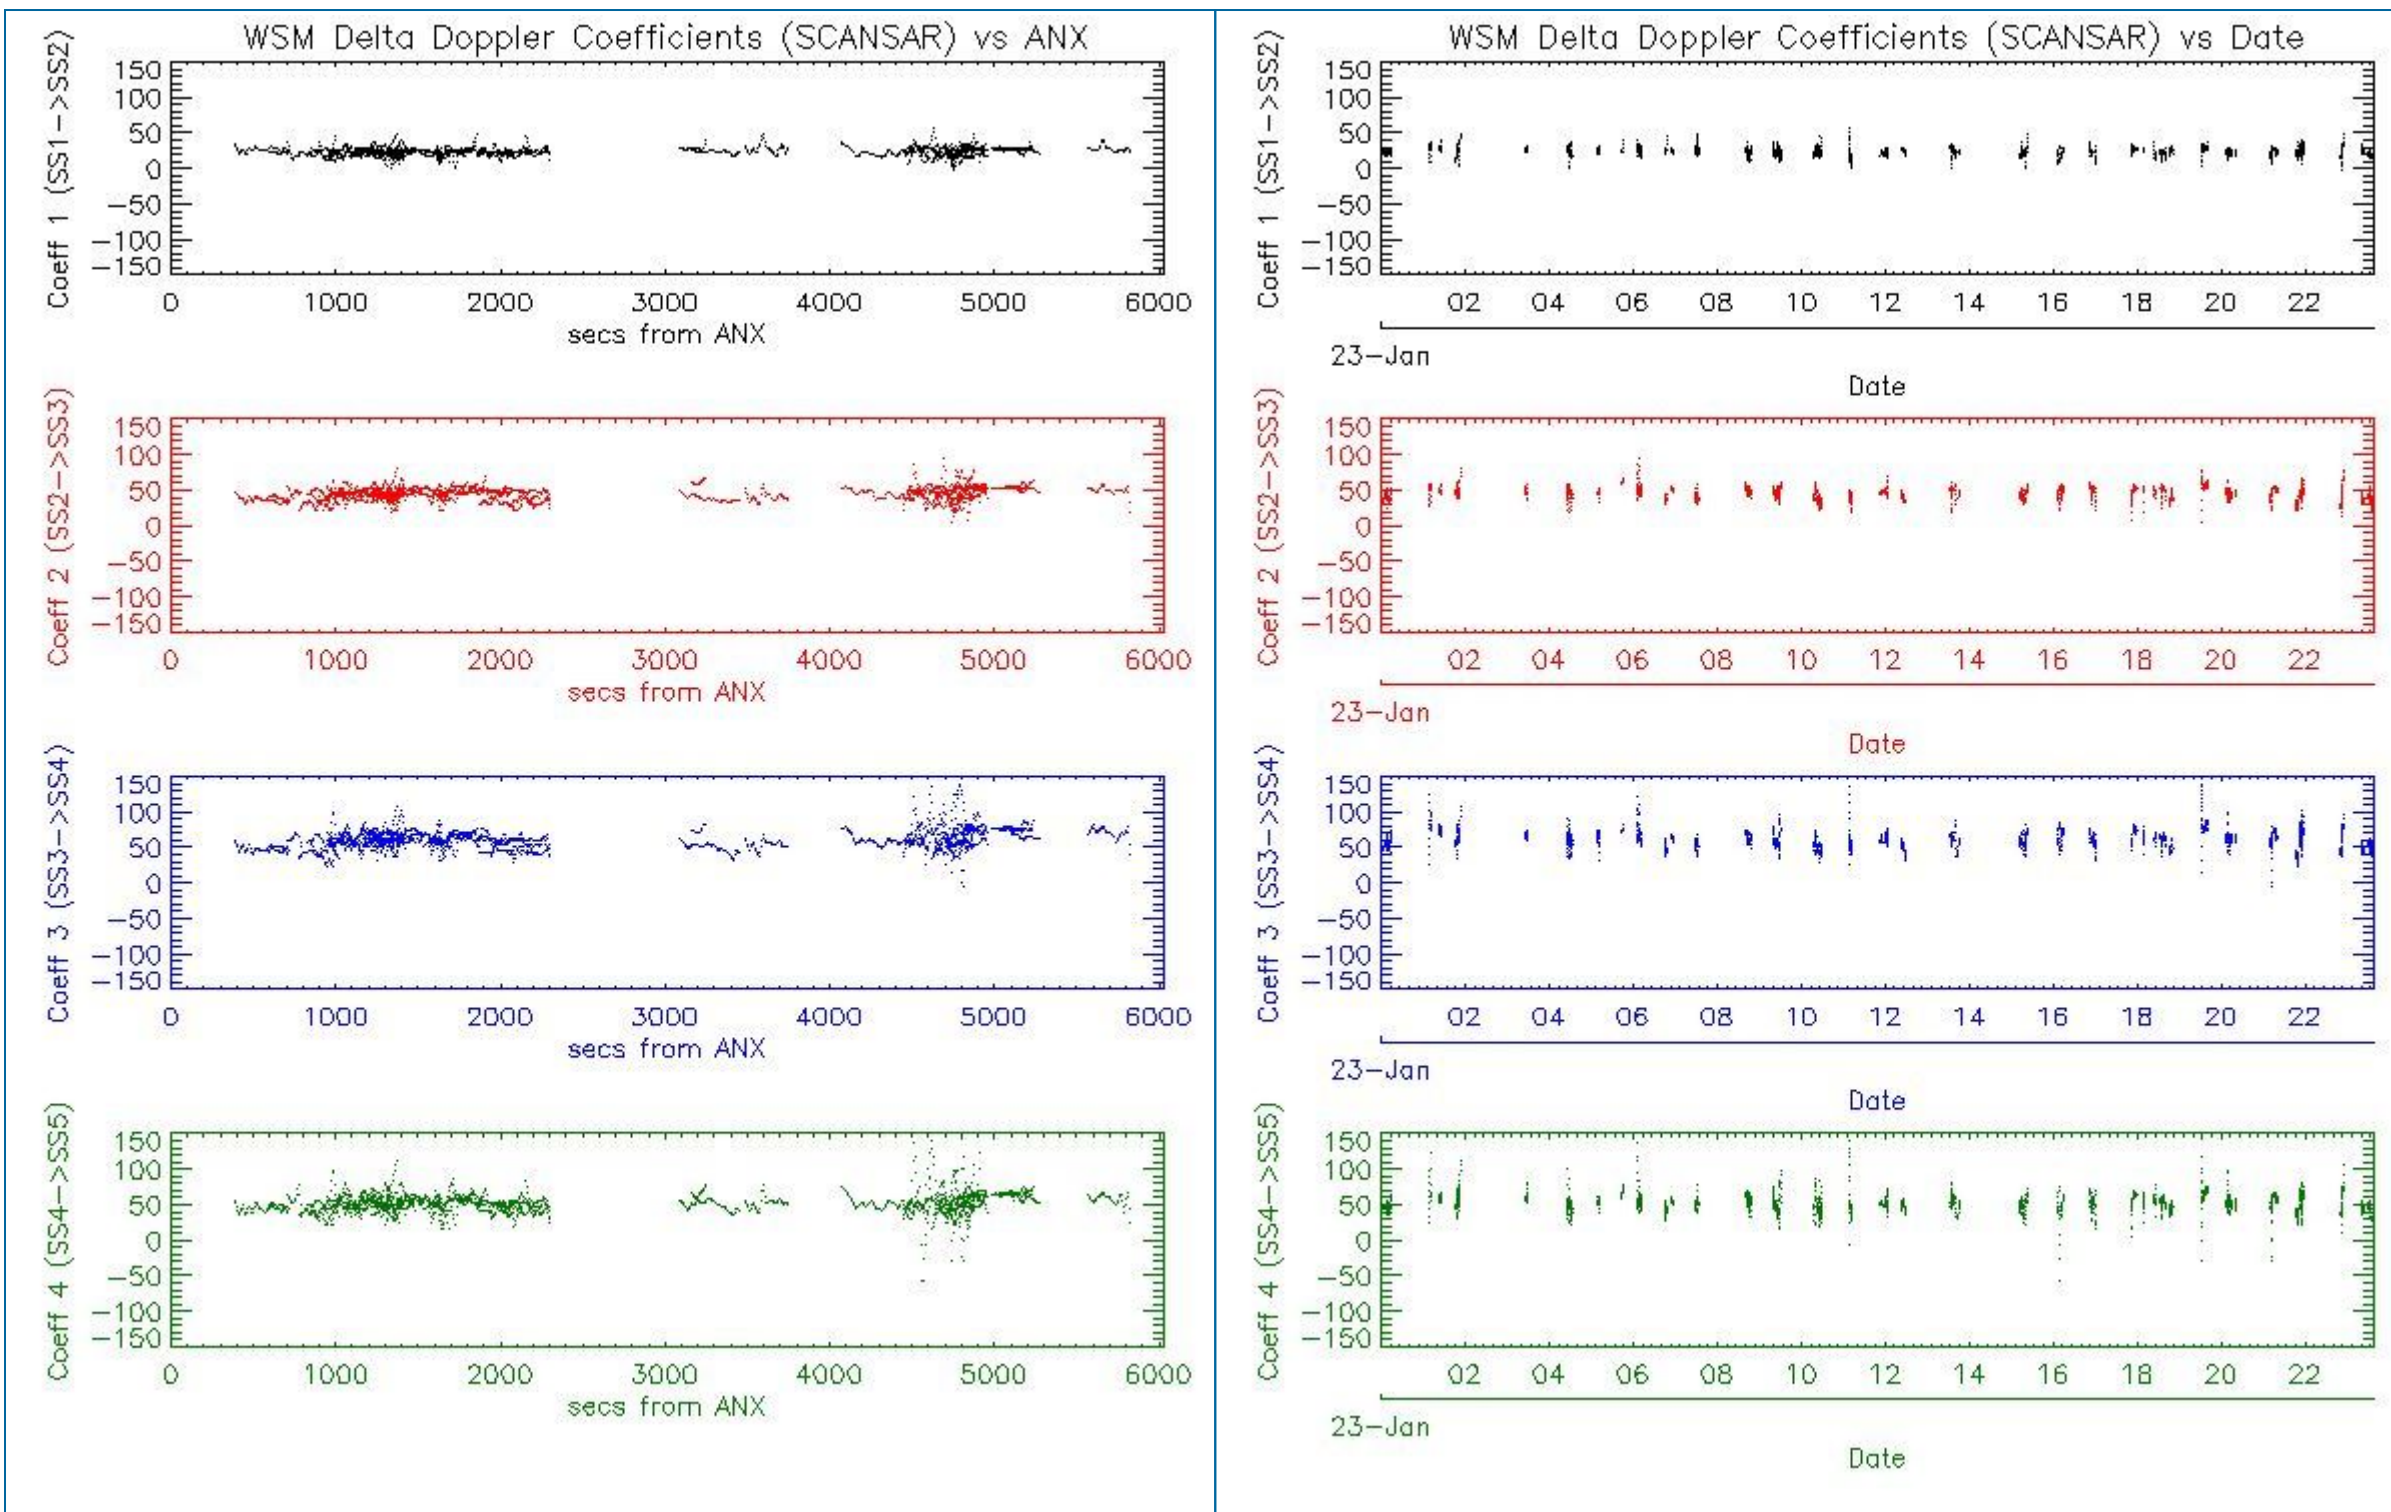 WSM Delta Doppler Coefficients (SCANSAR) vs ANX
Coeff 1 (SS1->SS2)
150
100
50
0
-50
-100
-150
0 1000 2000 3000 4000 5000 6000
secs from ANX
Coeff 2 (SS2->SS3)
150
100
50
0
-50
-100
-150
0 1000 2000 3000 4000 5000 6000
secs from ANX
Coeff 3 (SS3->SS4)
150
100
50
0
-50
-100
-150
0 1000 2000 3000 4000 5000 6000
secs from ANX
Coeff 4 (SS4->SS5)
150
100
50
0
-50
-100
-150
0 1000 2000 3000 4000 5000 6000
secs from ANX
WSM Delta Doppler Coefficients (SCANSAR) vs Date
Coeff 1 (SS1->SS2)
150
100
50
0
-50
-100
-150
02 04 06 08 10 12 14 16 18 20 22
23-Jan
Date
Coeff 2 (SS2->SS3)
150
100
50
0
-50
-100
-150
02 04 06 08 10 12 14 16 18 20 22
23-Jan
Date
Coeff 3 (SS3->SS4)
150
100
50
0
-50
-100
-150
02 04 06 08 10 12 14 16 18 20 22
23-Jan
Date
Coeff 4 (SS4->SS5)
150
100
50
0
-50
-100
-150
02 04 06 08 10 12 14 16 18 20 22
23-Jan
Date